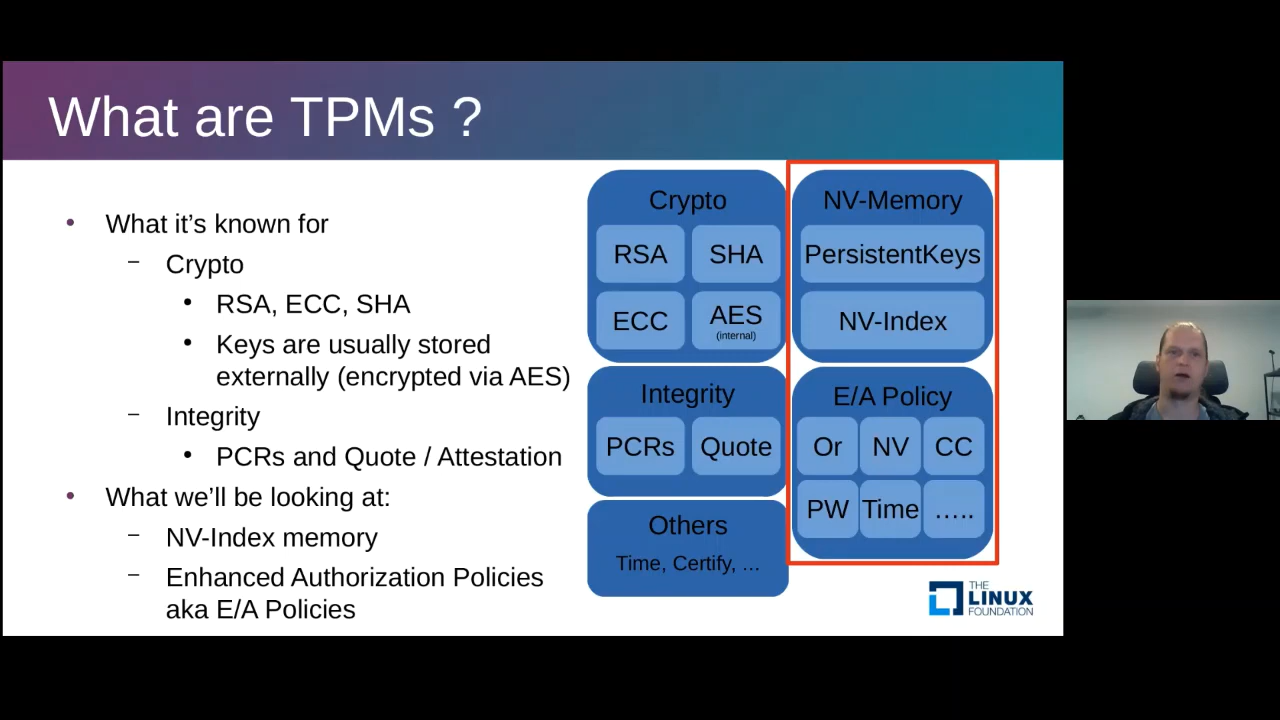 What are TPMs ?
• What it's known for
– Crypto
• RSA, ECC, SHA
• Keys are usually stored
externally (encrypted via AES)
– Integrity
• PCRs and Quote / Attestation
• What we'll be looking at:
– NV-Index memory
– Enhanced Authorization Policies
aka E/A Policies
Crypto
RSA SHA
ECC AES
(internal)
Integrity
PCRs Quote
Others
Time, Certify, ...
NV-Memory
PersistentKeys
NV-Index
E/A Policy
Or NV CC
PW Time .....
THE
LINUX
FOUNDATION